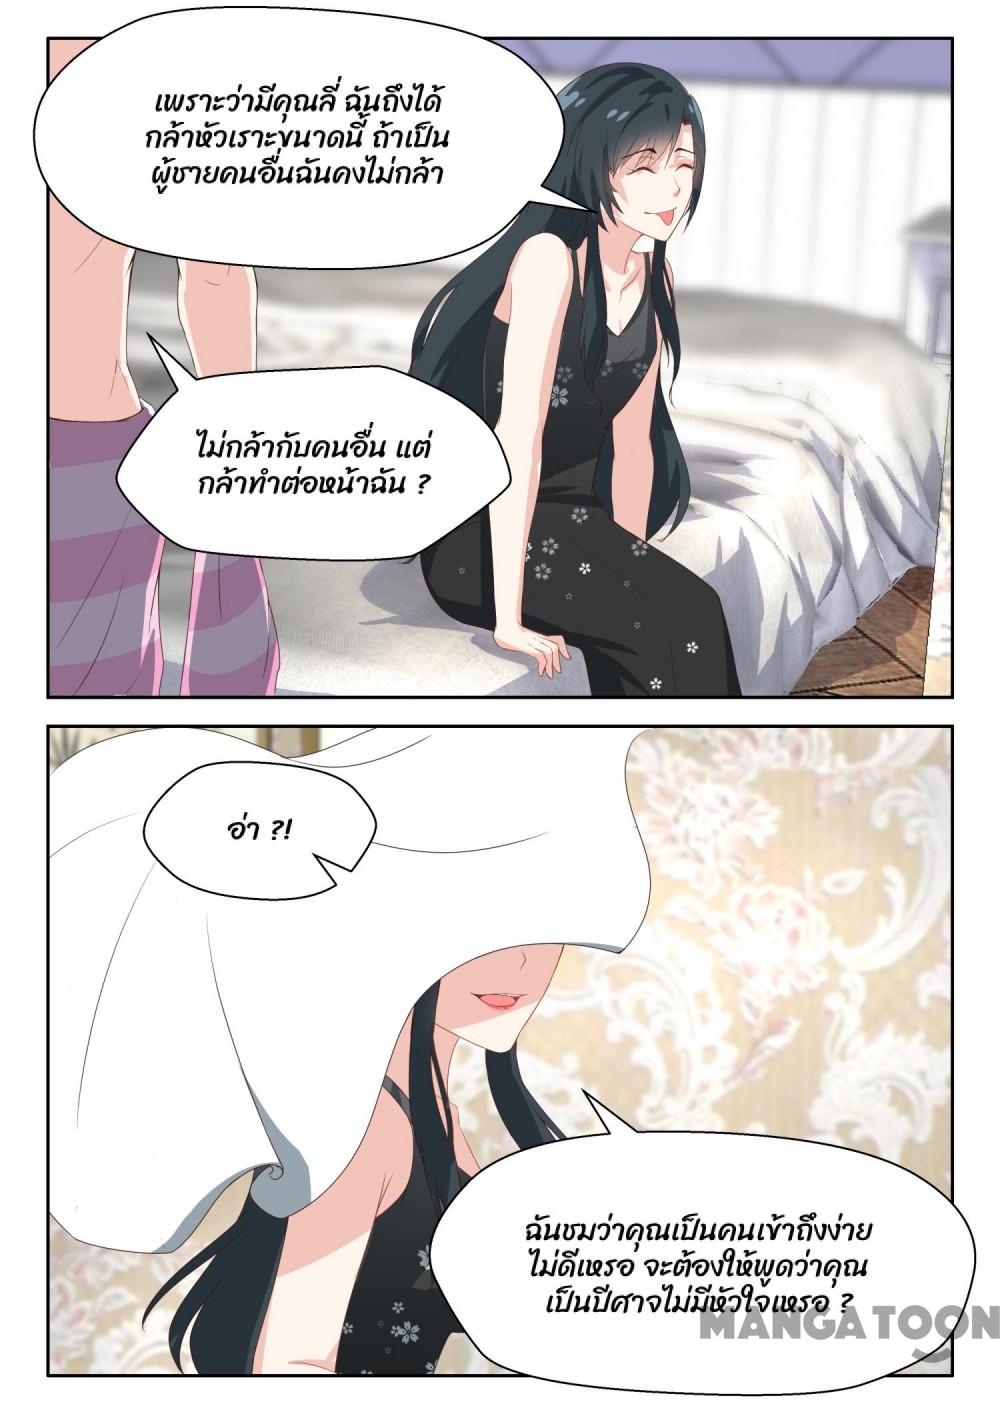 เพราะว่ามีคุณลี่ ฉันถึงได้
กล้าหัวเราะขนาดนี้ ถ้าเป็น
ผู้ชายคนอื่นฉันคงไม่กล้า
ไม่กล้ากับคนอื่น แต่
กล้าทำต่อหน้าฉัน ?
อ่า ?!
ฉันชมว่าคุณเป็นคนเข้าถึงง่าย
ไม่ดีเหรอ จะต้องให้พูดว่าคุณ
เป็นปีศาจไม่มีหัวใจเหรอ ?
MANGATOON